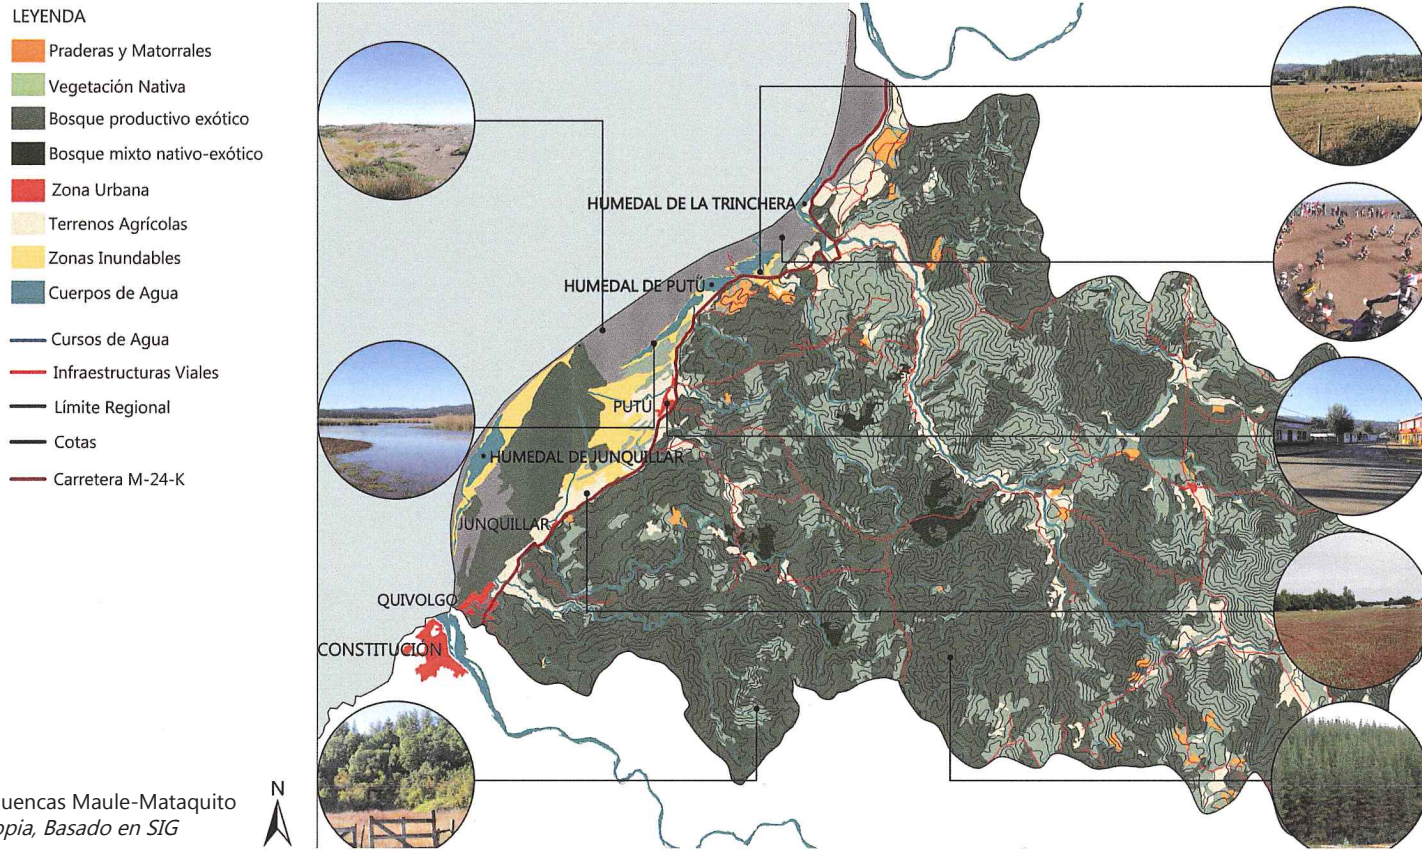 LEYENDA
Praderas y Matorrales
Vegetación Nativa
Bosque productivo exótico
Bosque mixto nativo-exótico
Zona Urbana
Terrenos Agrícolas
Zonas Inundables
Cuerpos de Agua
Cursos de Agua
Infraestructuras Viales
Límite Regional
Cotas
Carretera M-24-K
HUMEDAL DE LA TRINCHERA
HUMEDAL DE PUTÚ
PUTÚ
HUMEDAL DE JUNQUILLAR
JUNQUILLAR
QUIVOLGO
CONSTITUCIÓN
uencas Maule-Mataquito
opia, Basado en SIG
N